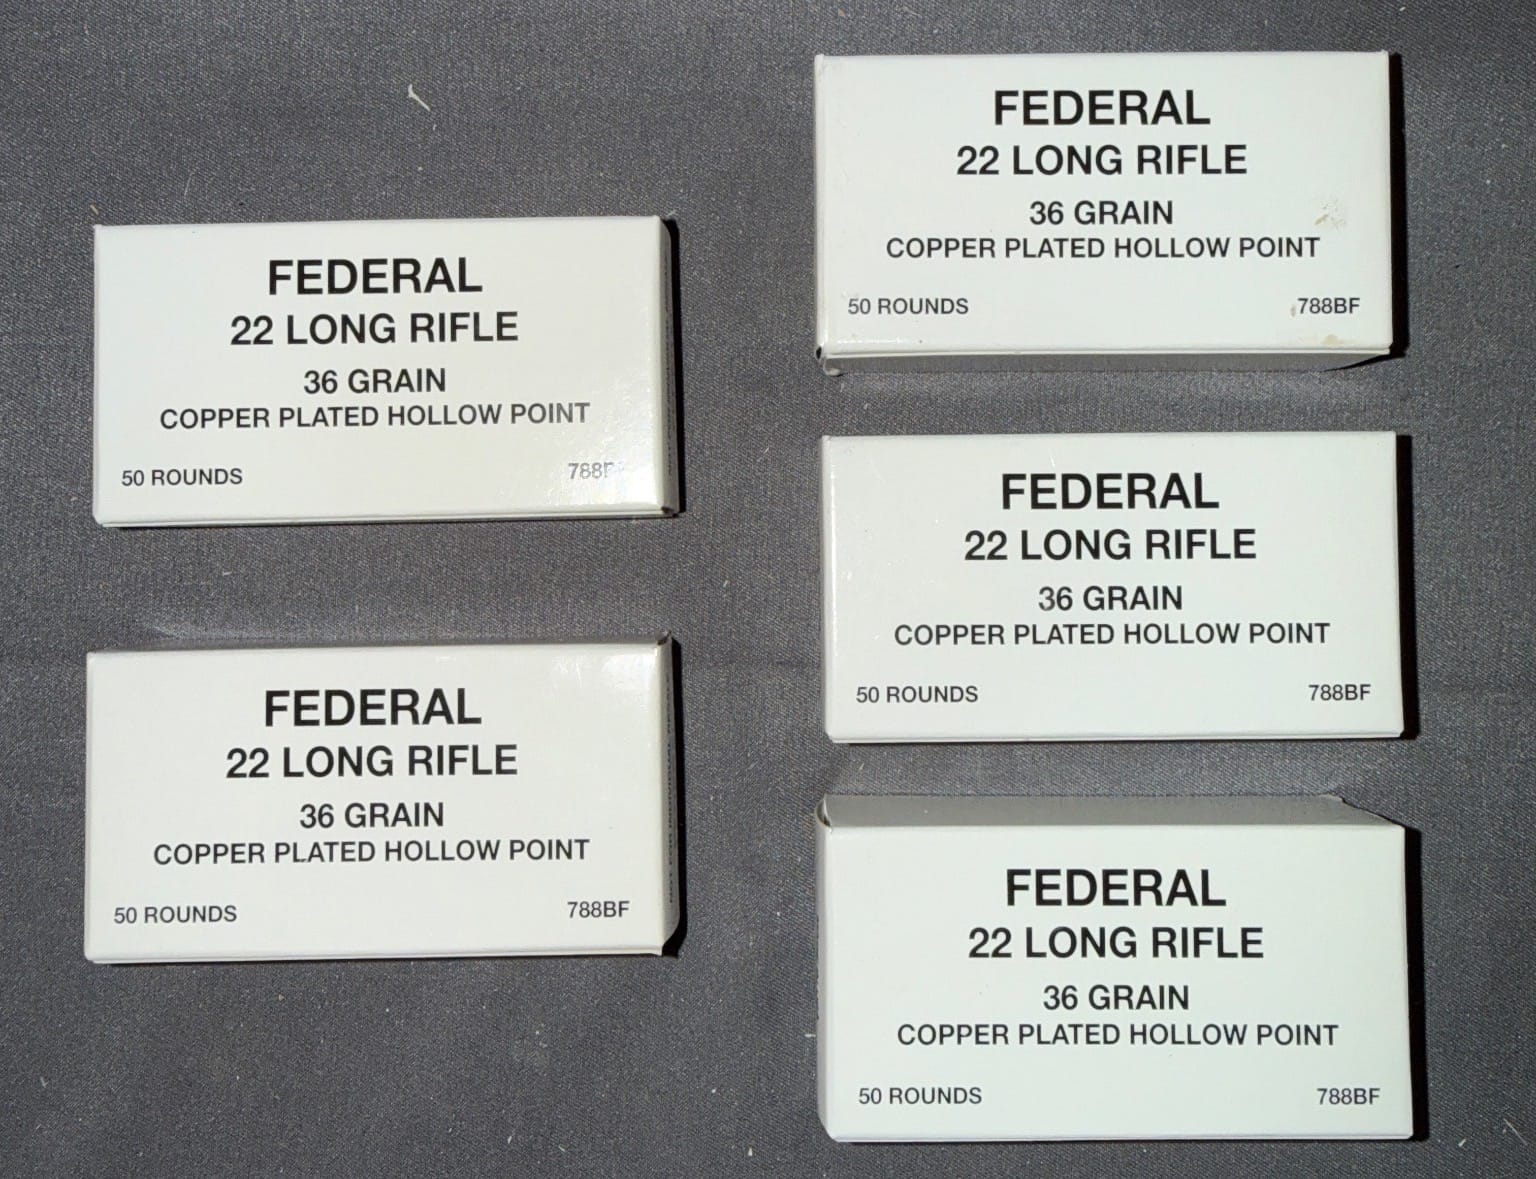 FEDERAL
22 LONG RIFLE
36 GRAIN
COPPER PLATED HOLLOW POINT
50 ROUNDS
FEDERAL
22 LONG RIFLE
36 GRAIN
COPPER PLATED HOLLOW POINT
50 ROUNDS 788BF
FEDERAL
22 LONG RIFLE
36 GRAIN
COPPER PLATED HOLLOW POINT
50 ROUNDS 788BF
FEDERAL
22 LONG RIFLE
36 GRAIN
COPPER PLATED HOLLOW POINT
50 ROUNDS 788BF
FEDERAL
22 LONG RIFLE
36 GRAIN
COPPER PLATED HOLLOW POINT
50 ROUNDS 788BF